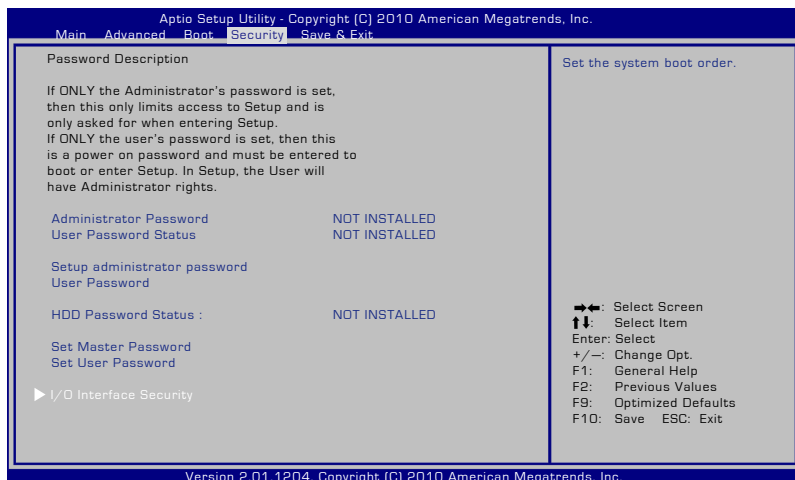 Aptio Setup Utility - Copyright (C) 2010 American Megatrends, Inc.
Main Advanced Boot Security Save & Exit
Password Description
If ONLY the Administrator's password is set,
then this only limits access to Setup and is
only asked for when entering Setup.
If ONLY the user's password is set, then this
is a power on password and must be entered to
boot or enter Setup. In Setup, the User will
have Administrator rights.
Administrator Password NOT INSTALLED
User Password Status NOT INSTALLED
Setup administrator password
User Password
HDD Password Status : NOT INSTALLED
Set Master Password
Set User Password
I/O Interface Security
Set the system boot order.
→←: Select Screen
↑↓: Select Item
Enter: Select
+/—: Change Opt.
F1: General Help
F2: Previous Values
F9: Optimized Defaults
F10: Save ESC: Exit
Version 2.01.1204. Copyright (C) 2010 American Megatrends, Inc.